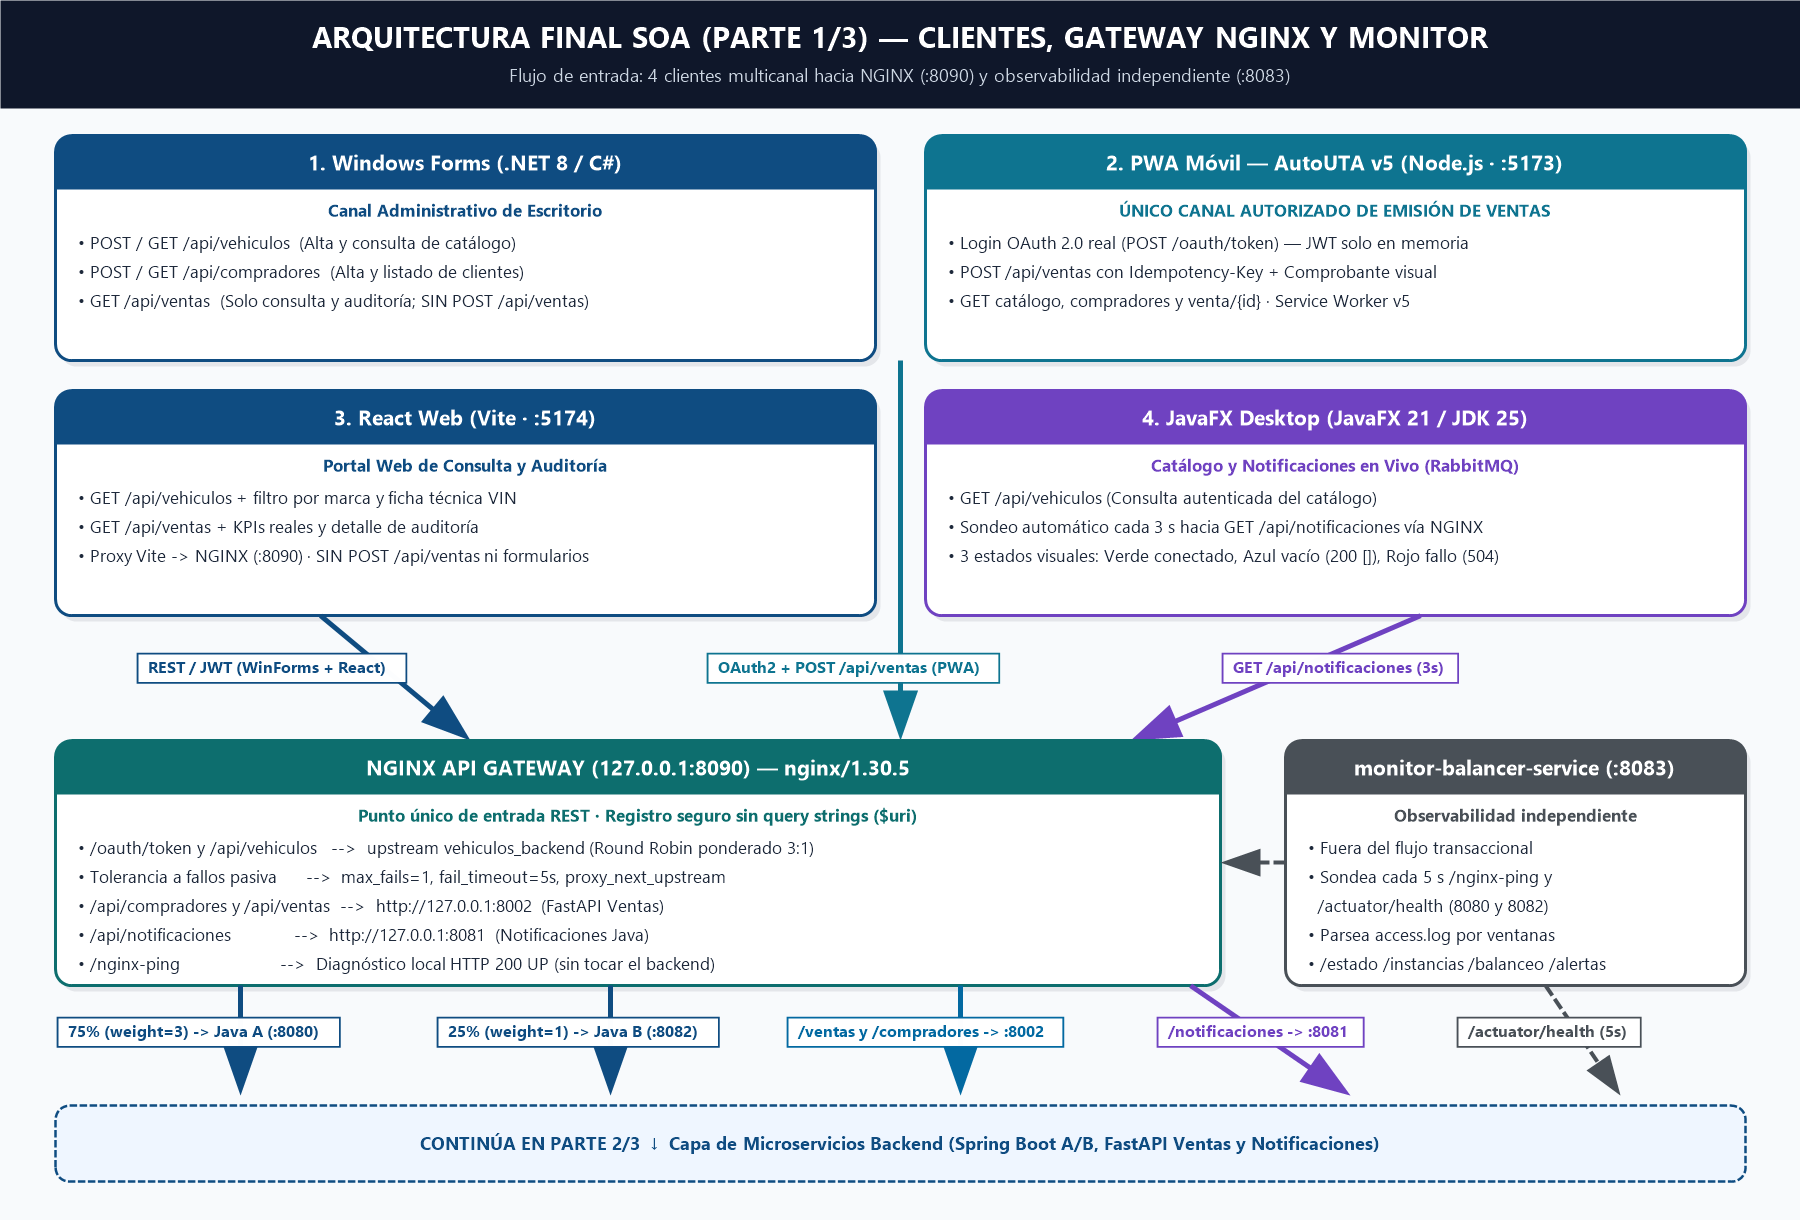 ARQUITECTURA FINAL SOA (PARTE 1/3) — CLIENTES, GATEWAY NGINX Y MONITOR
Flujo de entrada: 4 clientes multicanal hacia NGINX (:8090) y observabilidad independiente (:8083)
1. Windows Forms (.NET 8 / C#)
Canal Administrativo de Escritorio
• POST / GET /api/vehiculos (Alta y consulta de catálogo)
• POST / GET /api/compradores (Alta y listado de clientes)
• GET /api/ventas (Solo consulta y auditoría; SIN POST /api/ventas)
2. PWA Móvil — AutoUTA v5 (Node.js · :5173)
ÚNICO CANAL AUTORIZADO DE EMISIÓN DE VENTAS
• Login OAuth 2.0 real (POST /oauth/token) — JWT solo en memoria
• POST /api/ventas con Idempotency-Key + Comprobante visual
• GET catálogo, compradores y venta/{id} · Service Worker v5
3. React Web (Vite · :5174)
Portal Web de Consulta y Auditoría
• GET /api/vehiculos + filtro por marca y ficha técnica VIN
• GET /api/ventas + KPIs reales y detalle de auditoría
• Proxy Vite -> NGINX (:8090) · SIN POST /api/ventas ni formularios
4. JavaFX Desktop (JavaFX 21 / JDK 25)
Catálogo y Notificaciones en Vivo (RabbitMQ)
• GET /api/vehiculos (Consulta autenticada del catálogo)
• Sondeo automático cada 3 s hacia GET /api/notificaciones vía NGINX
• 3 estados visuales: Verde conectado, Azul vacío (200 []), Rojo fallo (504)
REST / JWT (WinForms + React)
OAuth2 + POST /api/ventas (PWA)
GET /api/notificaciones (3s)
NGINX API GATEWAY (127.0.0.1:8090) — nginx/1.30.5
Punto único de entrada REST · Registro seguro sin query strings ($uri)
• /oauth/token y /api/vehiculos --> upstream vehiculos_backend (Round Robin ponderado 3:1)
• Tolerancia a fallos pasiva --> max_fails=1, fail_timeout=5s, proxy_next_upstream
• /api/compradores y /api/ventas --> http://127.0.0.1:8002 (FastAPI Ventas)
• /api/notificaciones --> http://127.0.0.1:8081 (Notificaciones Java)
• /nginx-ping --> Diagnóstico local HTTP 200 UP (sin tocar el backend)
monitor-balancer-service (:8083)
Observabilidad independiente
• Fuera del flujo transaccional
• Sondea cada 5 s /nginx-ping y
/actuator/health (8080 y 8082)
• Parsea access.log por ventanas
• /estado /instancias /balanceo /alertas
75% (weight=3) -> Java A (:8080)
25% (weight=1) -> Java B (:8082)
/ventas y /compradores -> :8002
/notificaciones -> :8081
/actuator/health (5s)
CONTINÚA EN PARTE 2/3 ↓ Capa de Microservicios Backend (Spring Boot A/B, FastAPI Ventas y Notificaciones)